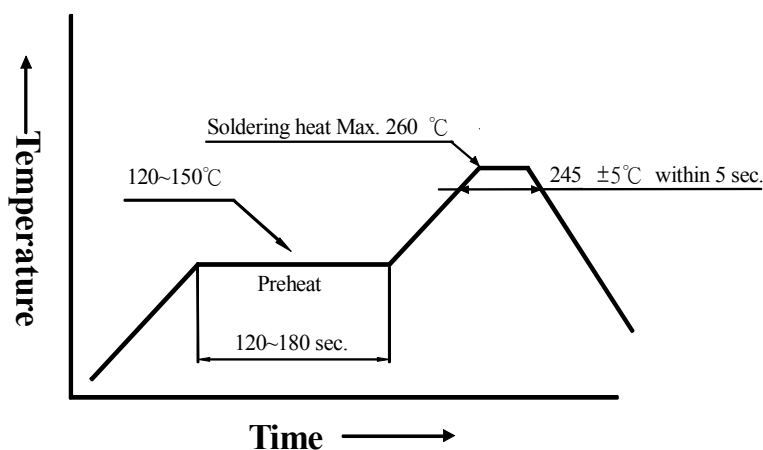 Soldering heat Max. 260 ℃
120~150℃
245 ±5℃ within 5 sec.
Preheat
120~180 sec.
Temperature
Time